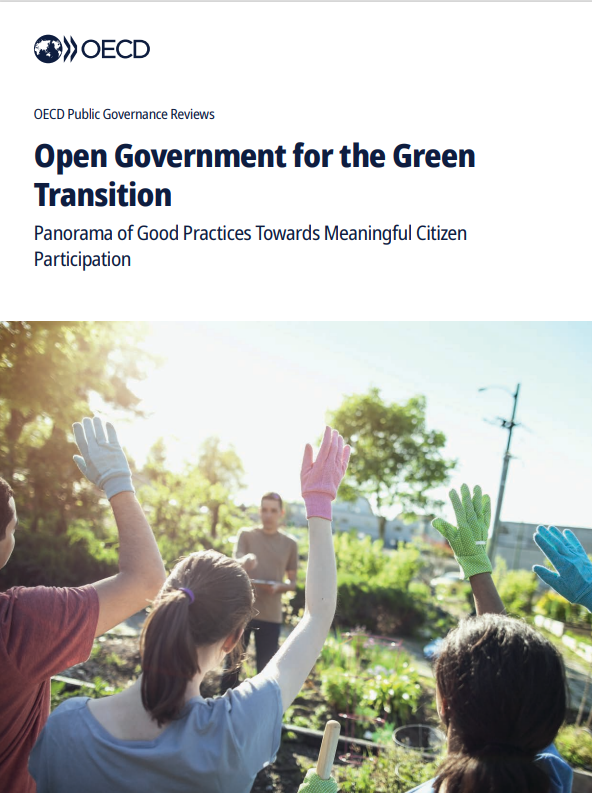 OECD
OECD Public Governance Reviews
Open Government for the Green
Transition
Panorama of Good Practices Towards Meaningful Citizen
Participation